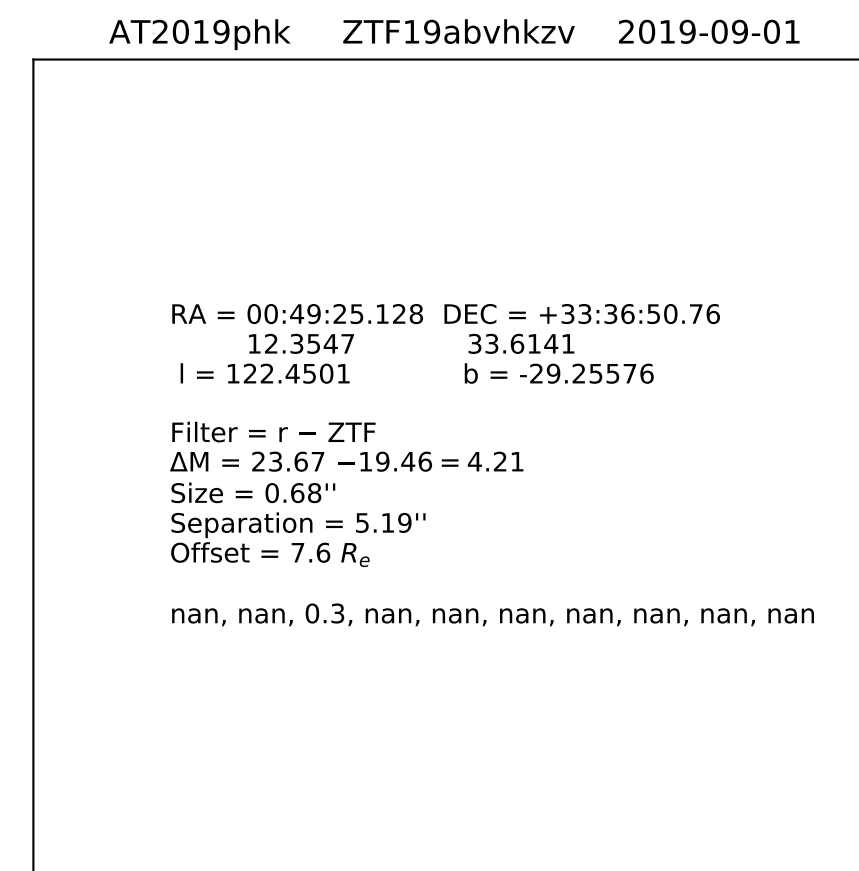 AT2019phk ZTF19abvhkzv 2019-09-01
RA = 00:49:25.128 DEC = +33:36:50.76
12.3547 33.6141
l = 122.4501 b = -29.25576
Filter = r − ZTF
ΔM = 23.67 −19.46 = 4.21
Size = 0.68''
Separation = 5.19''
Offset = 7.6 Rₑ
nan, nan, 0.3, nan, nan, nan, nan, nan, nan, nan